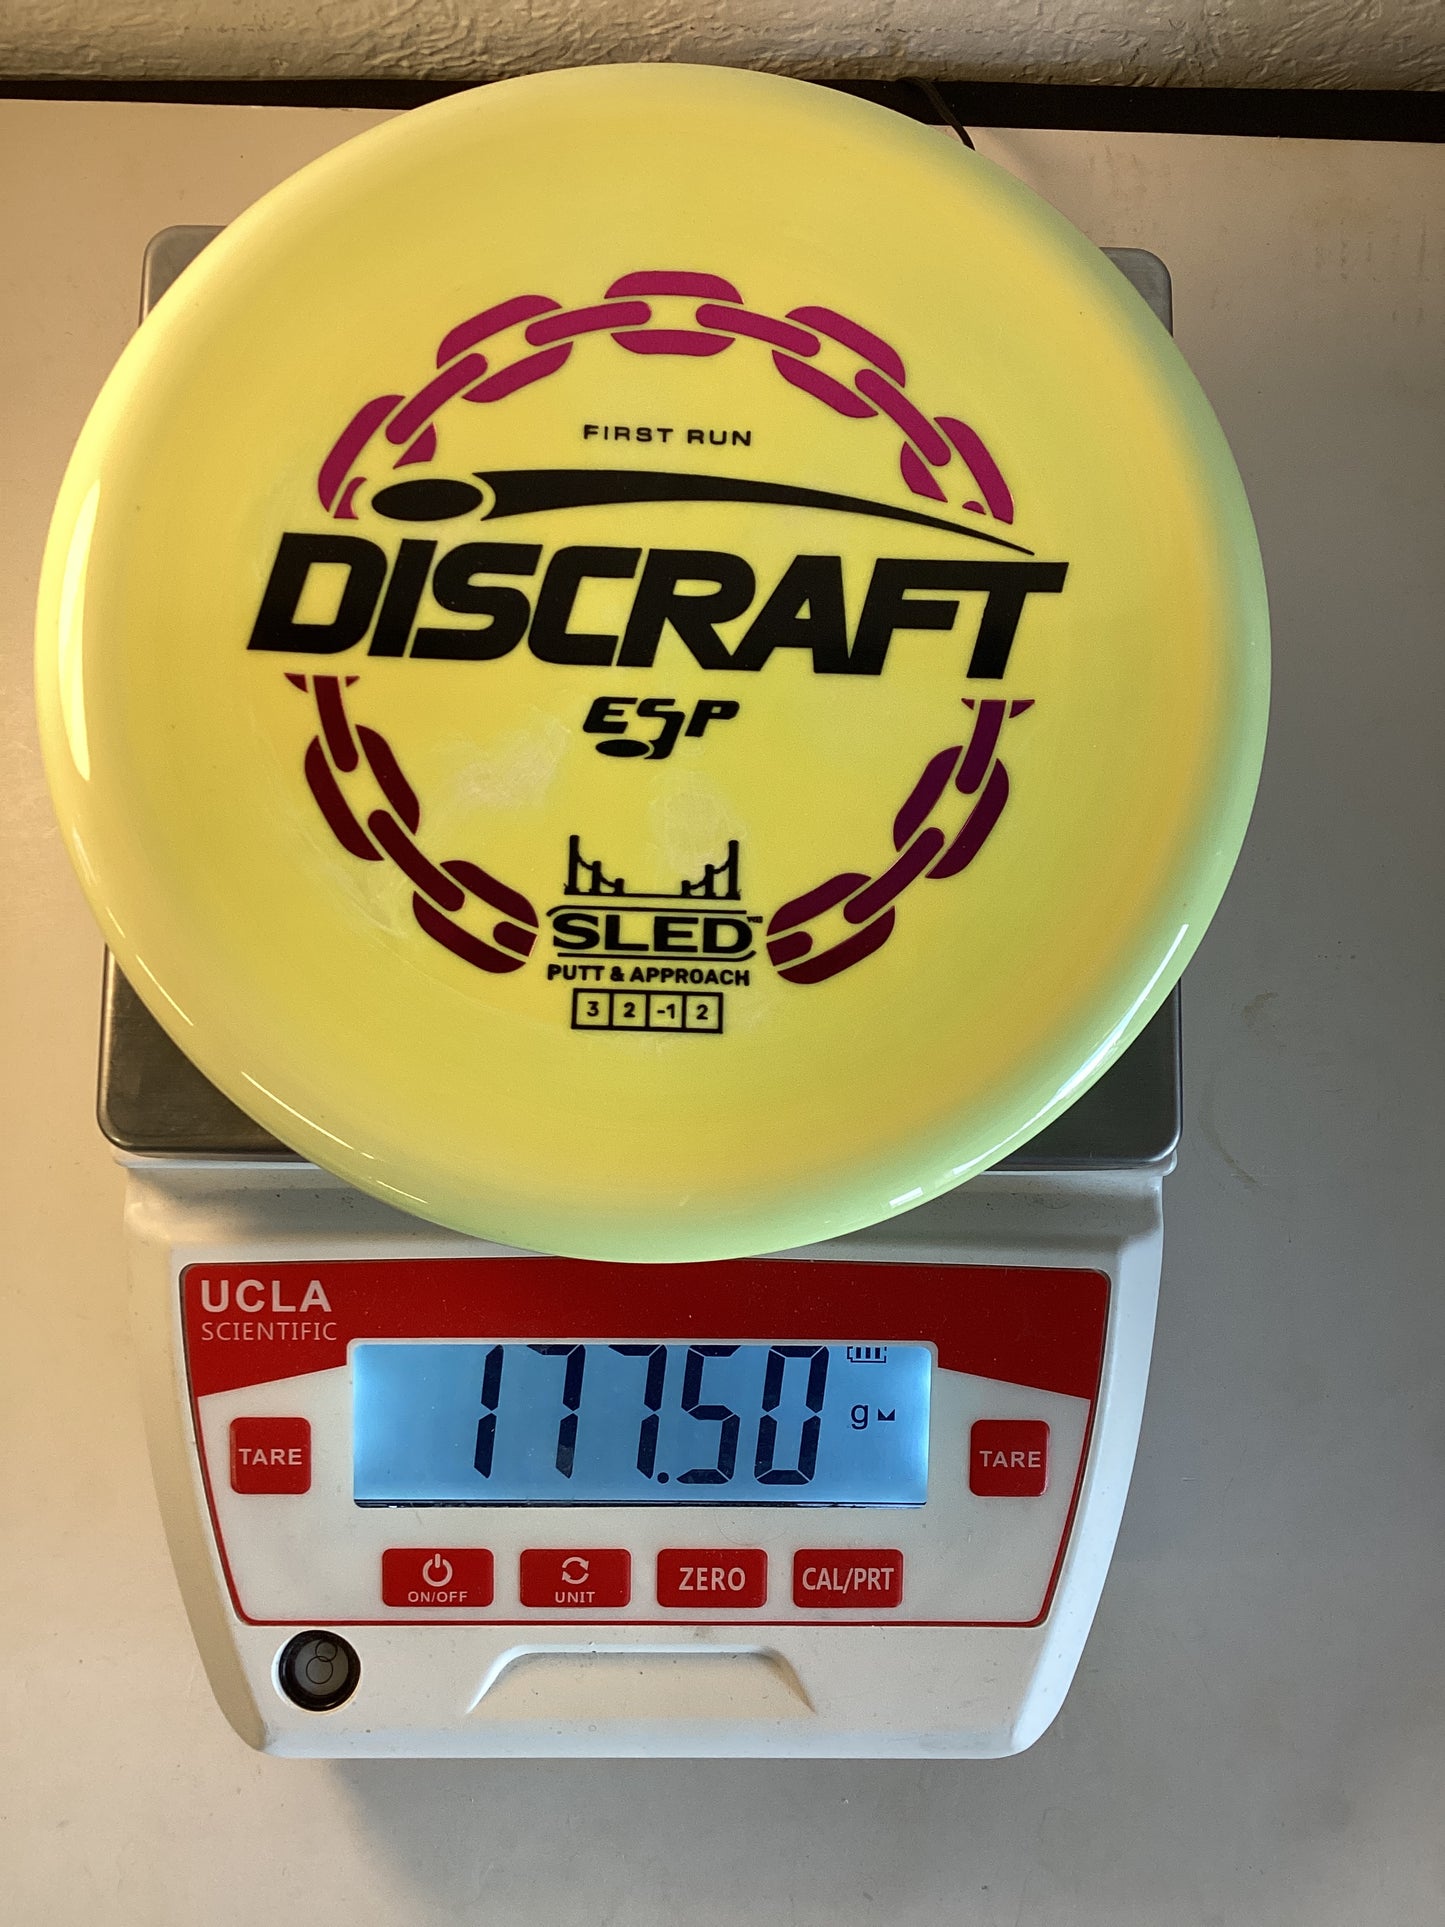 FIRST RUN
DISCRAFT
ESP
SLED™
PUTT & APPROACH
3 2 -1 2
UCLA
SCIENTIFIC
177.50 g
TARE
TARE
ON/OFF
UNIT
ZERO
CAL/PRT